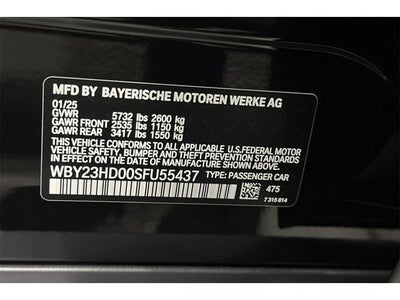 MFD BY BAYERISCHE MOTOREN WERKE AG
01/25
GVWR 5732 lbs 2600 kg
GAWR FRONT 2535 lbs 1150 kg
GAWR REAR 3417 lbs 1550 kg
THIS VEHICLE CONFORMS TO ALL APPLICABLE U.S.FEDERAL MOTOR
VEHICLE SAFETY, BUMPER, AND THEFT PREVENTION STANDARDS IN EFFECT ON THE
DATE OF MANUFACTURE SHOWN ABOVE.
WBY23HD00SFU55437 TYPE: PASSENGER CAR
475
7 315 614